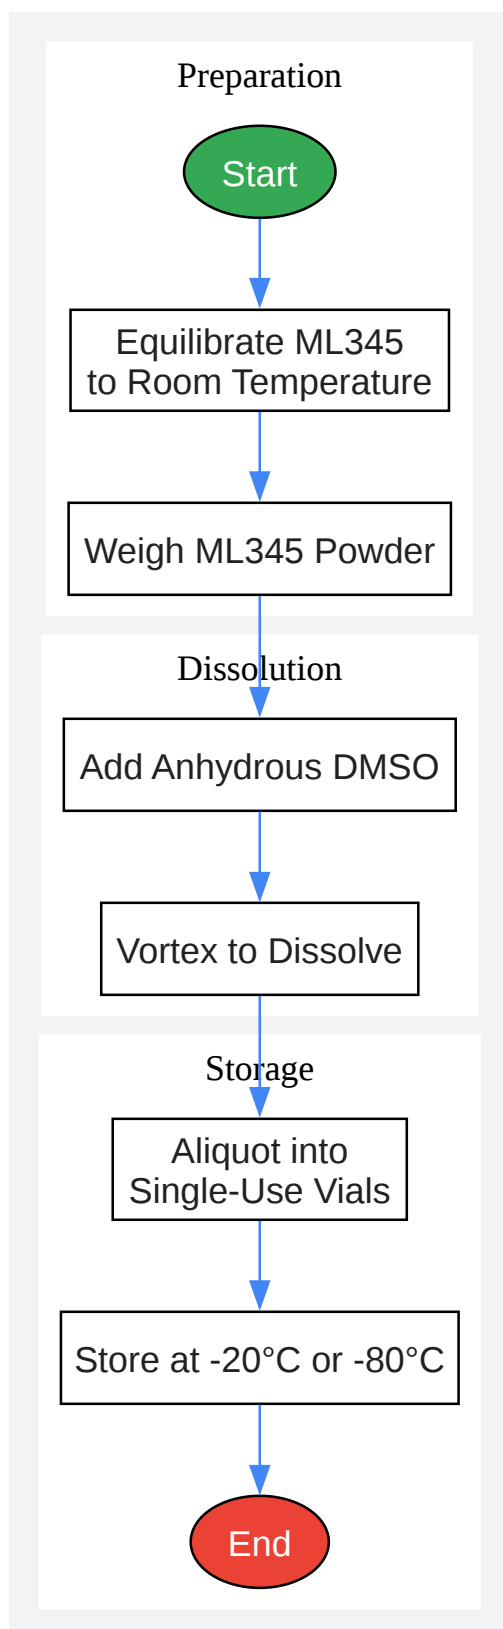 Preparation
Start
Equilibrate ML345
to Room Temperature
Weigh ML345 Powder
Dissolution
Add Anhydrous DMSO
Vortex to Dissolve
Storage
Aliquot into
Single-Use Vials
Store at -20°C or -80°C
End